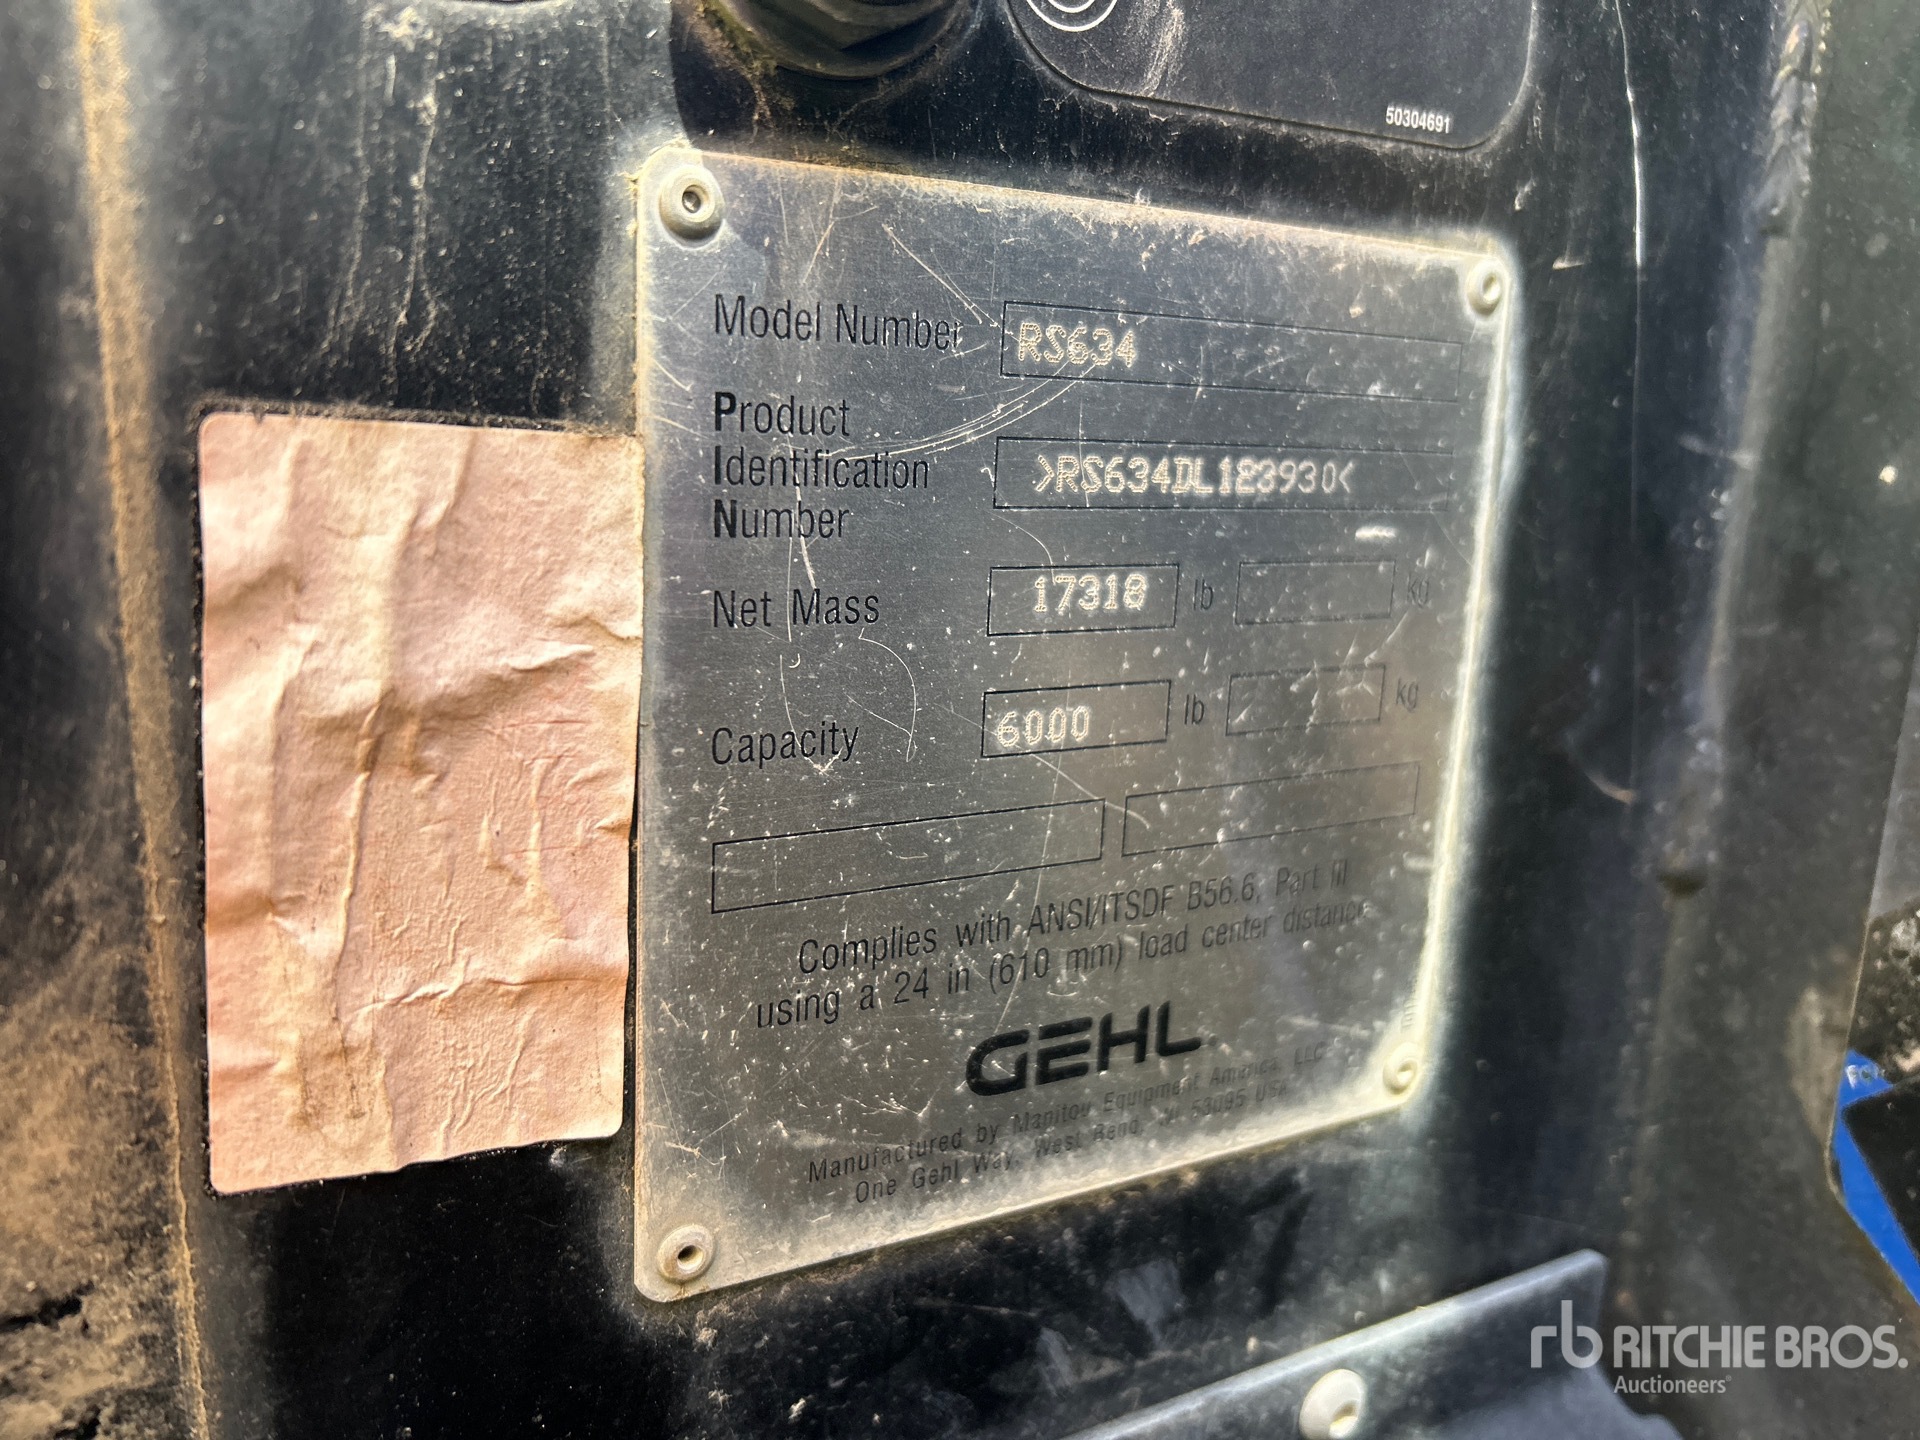 50304691
Model Number RS634
Product
Identification >RS634DL123930<
Number
Net Mass 17318 lb kg
Capacity 6000 lb kg
Complies with ANSI/ITSDF B56.6, Part III
using a 24 in (610 mm) load center distance
GEHL
Manufactured by Manitou Equipment America, LLC
One Gehl Way, West Bend, WI 53095 USA
rb RITCHIE BROS.
Auctioneers